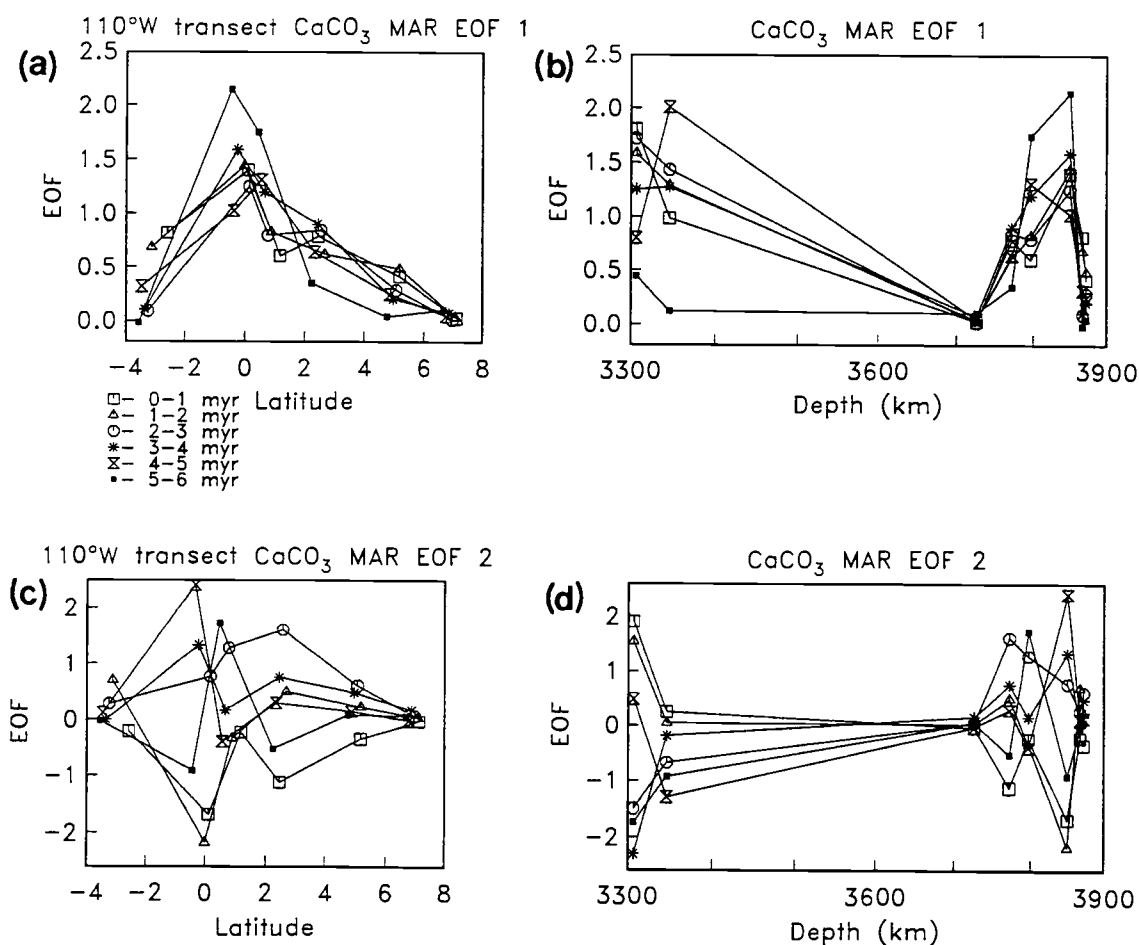 110°W transect CaCO₃ MAR EOF 1
(a)
2.5
2.0
1.5
1.0
0.5
0.0
EOF
−4 −2 0 2 4 6 8
Latitude
0−1 myr
1−2 myr
2−3 myr
3−4 myr
4−5 myr
5−6 myr
CaCO₃ MAR EOF 1
(b)
2.5
2.0
1.5
1.0
0.5
0.0
EOF
3300 3600 3900
Depth (km)
110°W transect CaCO₃ MAR EOF 2
(c)
2
1
0
−1
−2
EOF
−4 −2 0 2 4 6 8
Latitude
CaCO₃ MAR EOF 2
(d)
2
1
0
−1
−2
EOF
3300 3600 3900
Depth (km)